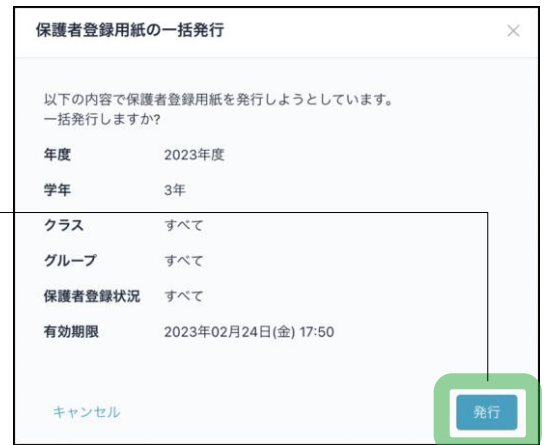 保護者登録用紙の一括発行
以下の内容で保護者登録用紙を発行しようとしています。
一括発行しますか?
年度 2023年度
学年 3年
クラス すべて
グループ すべて
保護者登録状況 すべて
有効期限 2023年02月24日(金) 17:50
キャンセル 発行